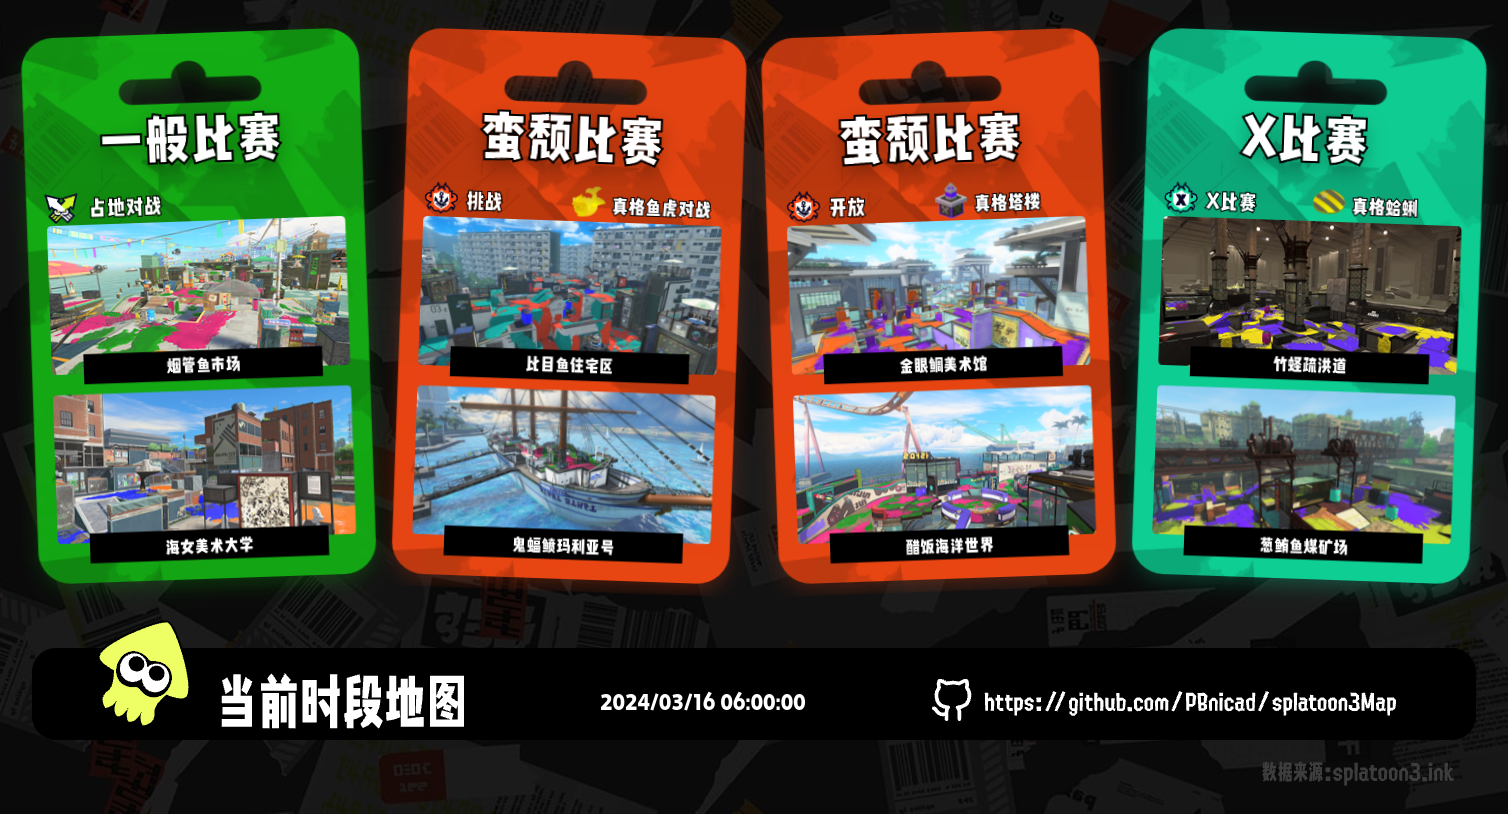 一般比赛
占地对战
烟管鱼市场
海女美术大学
蛮颓比赛
挑战
真格鱼虎对战
比目鱼住宅区
鬼蝠鲼玛利亚号
蛮颓比赛
开放
真格塔楼
金眼鲷美术馆
醋饭海洋世界
X比赛
X比赛
真格蛤蜊
竹蛏疏洪道
葱鲔鱼煤矿场
当前时段地图
2024/03/16 06:00:00
https://github.com/PBnicad/splatoon3Map
数据来源:splatoon3.ink